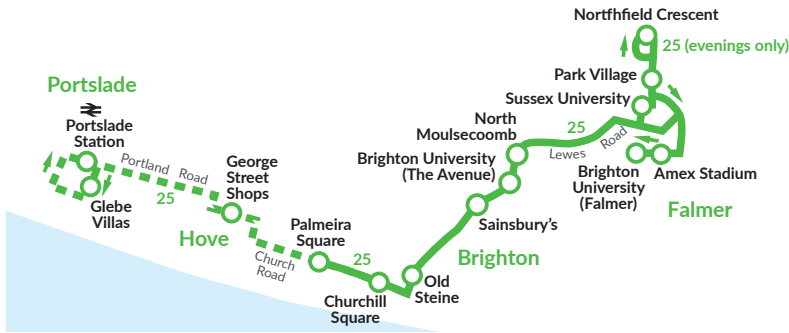 Nortfhfield Crescent
25 (evenings only)
Park Village
Sussex University
North
Moulsecoomb
25
Lewes Road
Brighton University
(The Avenue)
Brighton
University
(Falmer)
Amex Stadium
Falmer
Sainsbury's
Brighton
Portslade
Portslade
Station
Portland Road
25
Glebe
Villas
George
Street
Shops
Hove
Church
Road
Palmeira
Square
25
Churchill
Square
Old
Steine